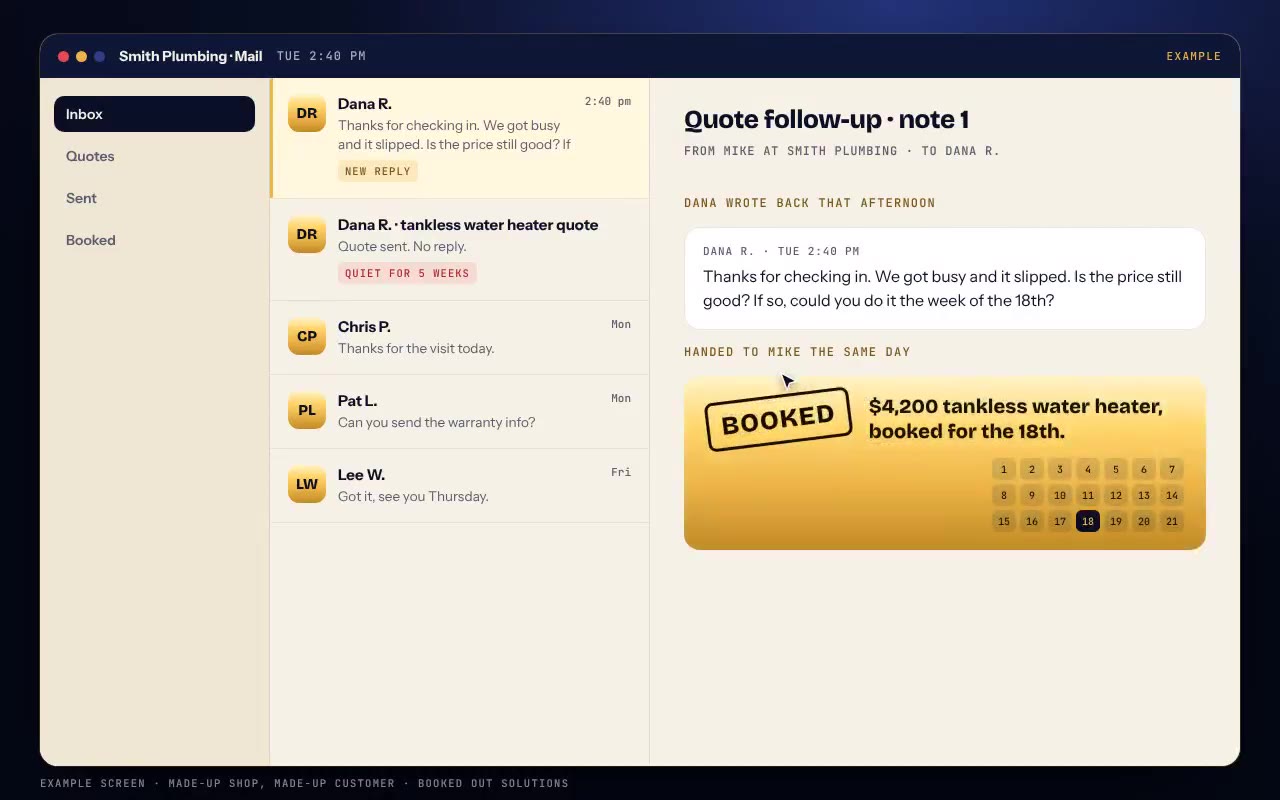 Smith Plumbing · Mail TUE 2:40 PM EXAMPLE
Inbox
Quotes
Sent
Booked
DR Dana R. 2:40 pm
Thanks for checking in. We got busy
and it slipped. Is the price still good? If
NEW REPLY
DR Dana R. · tankless water heater quote
Quote sent. No reply.
QUIET FOR 5 WEEKS
CP Chris P. Mon
Thanks for the visit today.
PL Pat L. Mon
Can you send the warranty info?
LW Lee W. Fri
Got it, see you Thursday.
Quote follow-up · note 1
FROM MIKE AT SMITH PLUMBING · TO DANA R.
DANA WROTE BACK THAT AFTERNOON
DANA R. · TUE 2:40 PM
Thanks for checking in. We got busy and it slipped. Is the price still
good? If so, could you do it the week of the 18th?
HANDED TO MIKE THE SAME DAY
BOOKED
$4,200 tankless water heater,
booked for the 18th.
1 2 3 4 5 6 7
8 9 10 11 12 13 14
15 16 17 18 19 20 21
EXAMPLE SCREEN · MADE-UP SHOP, MADE-UP CUSTOMER · BOOKED OUT SOLUTIONS